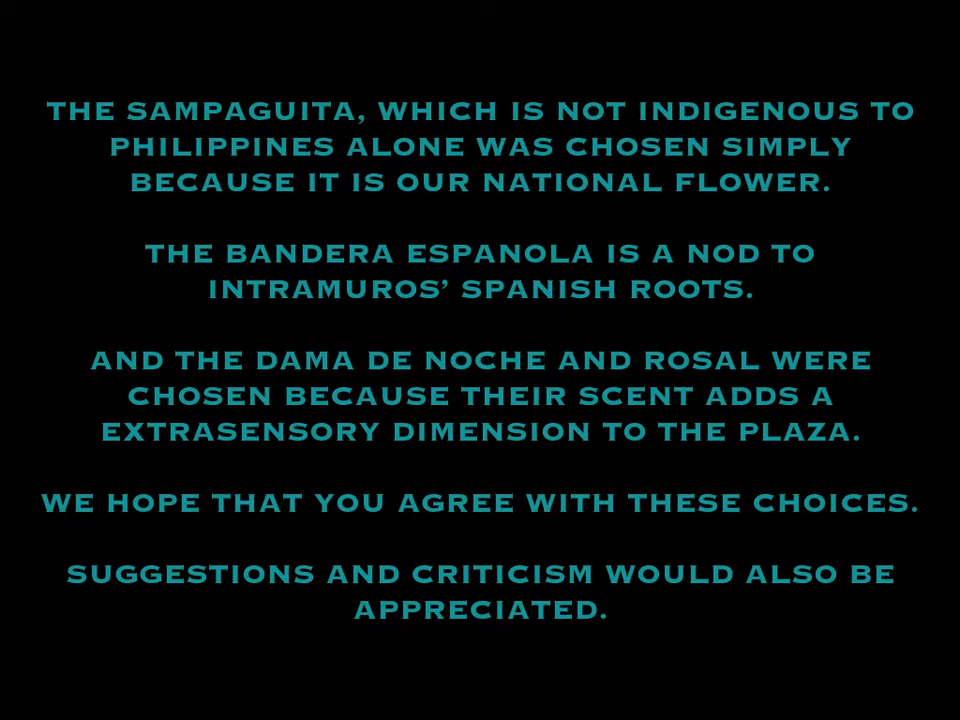 THE SAMPAGUITA, WHICH IS NOT INDIGENOUS TO
PHILIPPINES ALONE WAS CHOSEN SIMPLY
BECAUSE IT IS OUR NATIONAL FLOWER.
THE BANDERA ESPANOLA IS A NOD TO
INTRAMUROS’ SPANISH ROOTS.
AND THE DAMA DE NOCHE AND ROSAL WERE
CHOSEN BECAUSE THEIR SCENT ADDS A
EXTRASENSORY DIMENSION TO THE PLAZA.
WE HOPE THAT YOU AGREE WITH THESE CHOICES.
SUGGESTIONS AND CRITICISM WOULD ALSO BE
APPRECIATED.